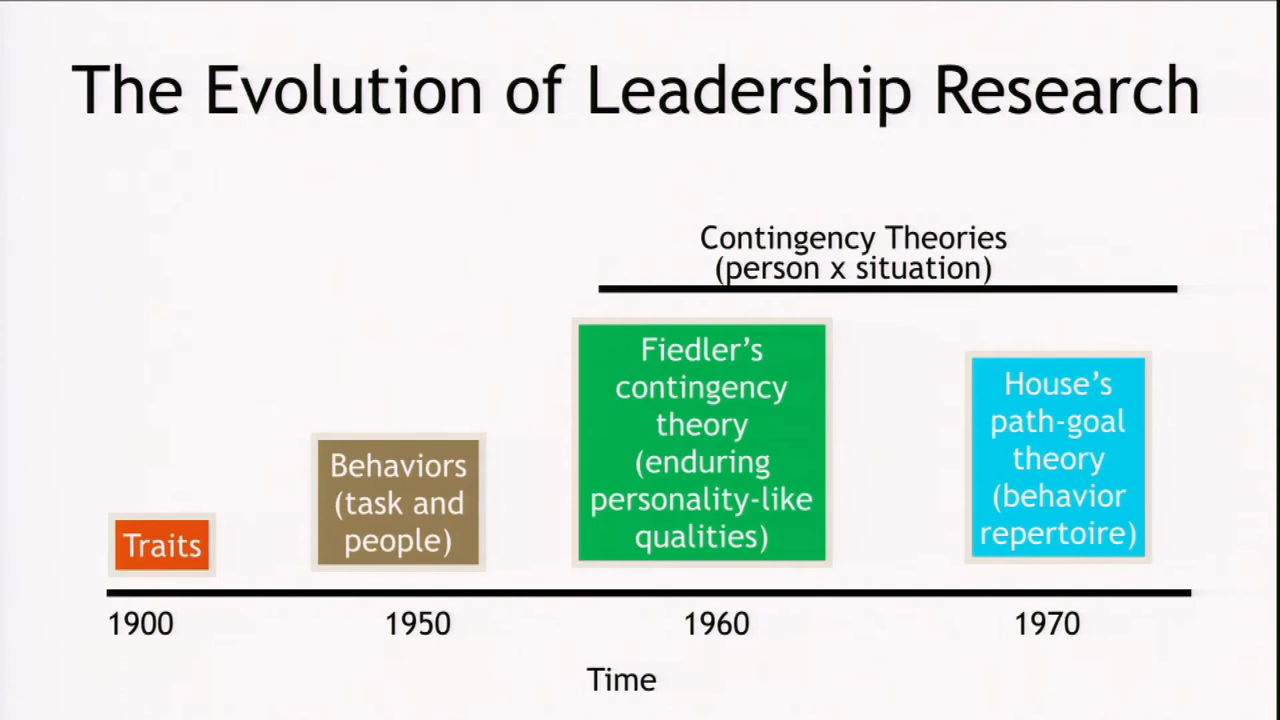 The Evolution of Leadership Research
Contingency Theories
(person x situation)
Fiedler's
contingency
theory
(enduring
personality-like
qualities)
House's
path-goal
theory
(behavior
repertoire)
Behaviors
(task and
people)
Traits
1900
1950
1960
1970
Time